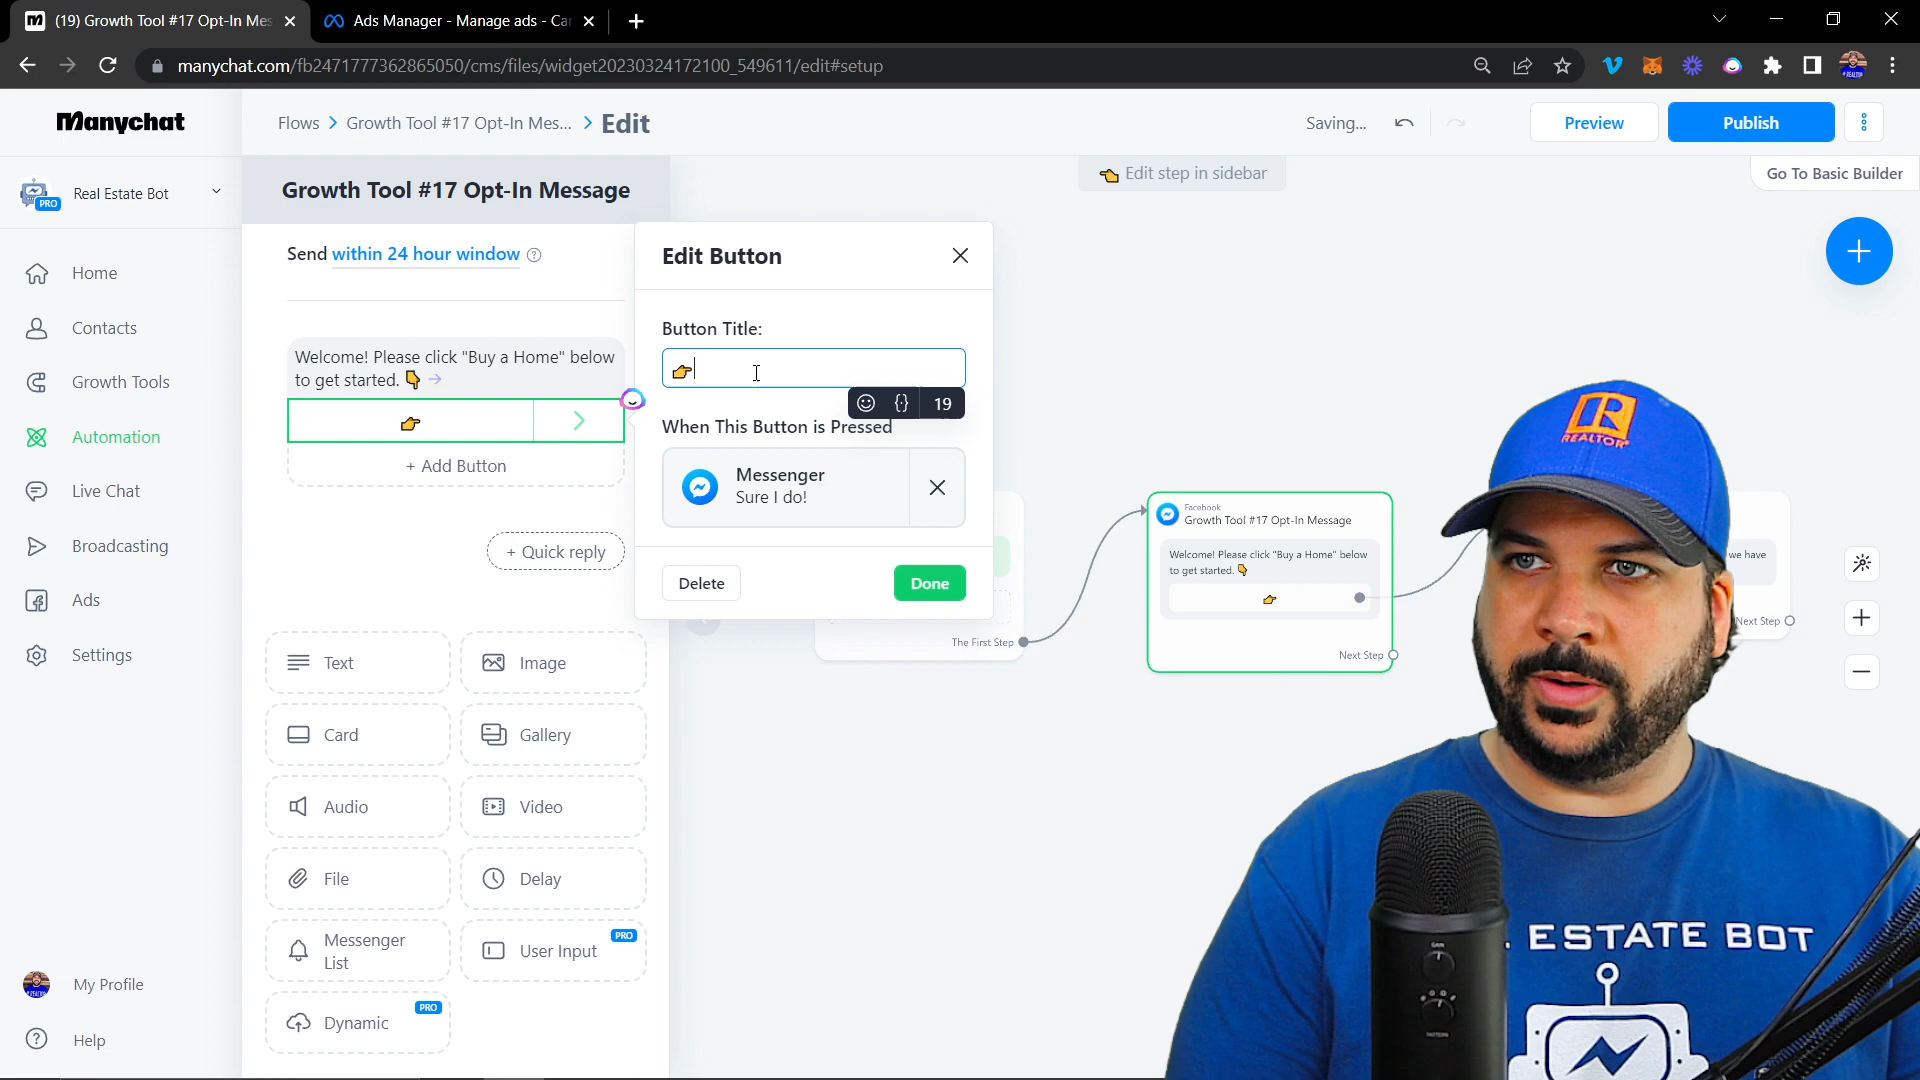 (19) Growth Tool #17 Opt-In Mes
Ads Manager - Manage ads - Ca
manychat.com/fb2471777362865050/cms/files/widget20230324172100_549611/edit#setup
Manychat
Flows > Growth Tool #17 Opt-In Mes... > Edit
Saving...
Preview
Publish
PRO
Real Estate Bot
Growth Tool #17 Opt-In Message
👈 Edit step in sidebar
Go To Basic Builder
Home
Contacts
Growth Tools
Automation
Live Chat
Broadcasting
Ads
Settings
My Profile
Help
Send within 24 hour window
Welcome! Please click "Buy a Home" below
to get started. 👇 →
👉
+ Add Button
+ Quick reply
Text
Image
Card
Gallery
Audio
Video
File
Delay
Messenger
List
User Input
PRO
Dynamic
PRO
Edit Button
Button Title:
👉
{} 19
When This Button is Pressed
Messenger
Sure I do!
Delete
Done
The First Step
Facebook
Growth Tool #17 Opt-In Message
Welcome! Please click "Buy a Home" below
to get started. 👇
👉
Next Step
we have
Next Step
REALTOR
ESTATE BOT
GAIN
PATTERN